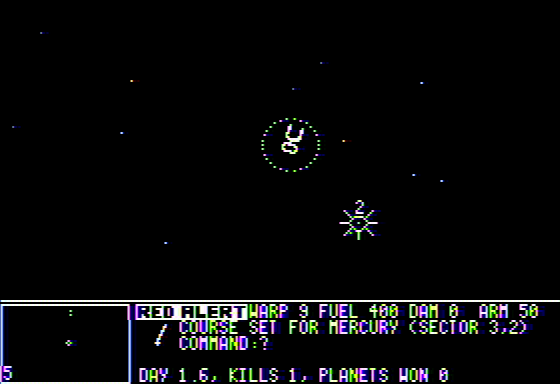 2
RED ALERT WARP 9 FUEL 400 DAM 0 ARM 50
COURSE SET FOR MERCURY (SECTOR 3,2)
COMMAND:?
5
DAY 1.6, KILLS 1, PLANETS WON 0